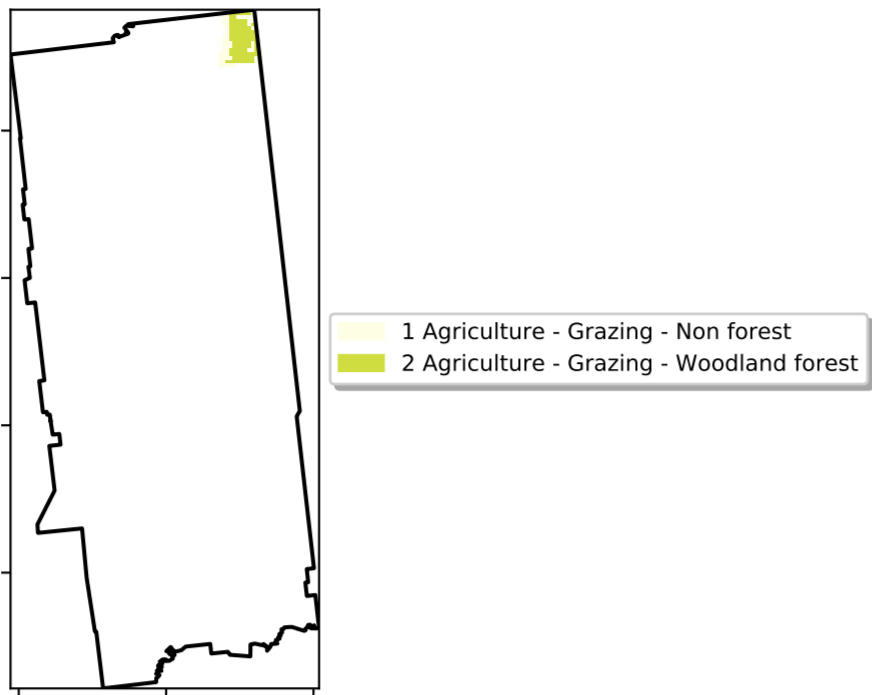 1 Agriculture - Grazing - Non forest
2 Agriculture - Grazing - Woodland forest